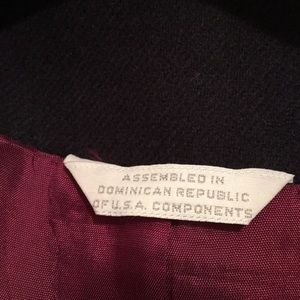 ASSEMBLED IN
DOMINICAN REPUBLIC
OF U.S.A. COMPONENTS